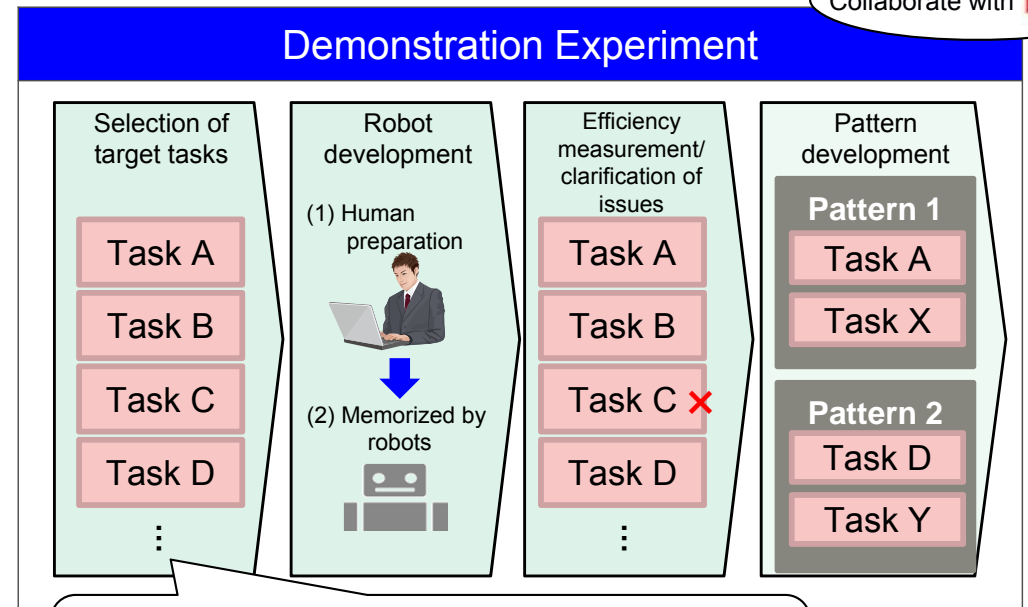 Collaborate with
Demonstration Experiment
Selection of
target tasks
Task A
Task B
Task C
Task D
⋮
Robot
development
(1) Human
preparation
(2) Memorized by
robots
Efficiency
measurement/
clarification of
issues
Task A
Task B
Task C
Task D
⋮
Pattern
development
Pattern 1
Task A
Task X
Pattern 2
Task D
Task Y